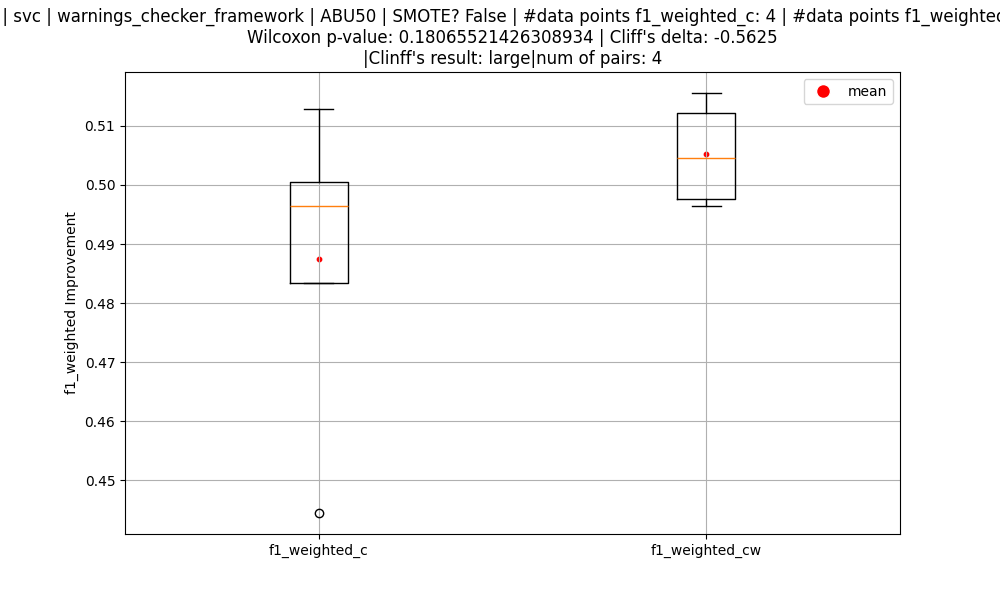 | svc | warnings_checker_framework | ABU50 | SMOTE? False | #data points f1_weighted_c: 4 | #data points f1_weighted
Wilcoxon p-value: 0.18065521426308934 | Cliff's delta: -0.5625
|Clinff's result: large|num of pairs: 4
mean
0.51
0.50
0.49
0.48
0.47
0.46
0.45
f1_weighted Improvement
f1_weighted_c
f1_weighted_cw